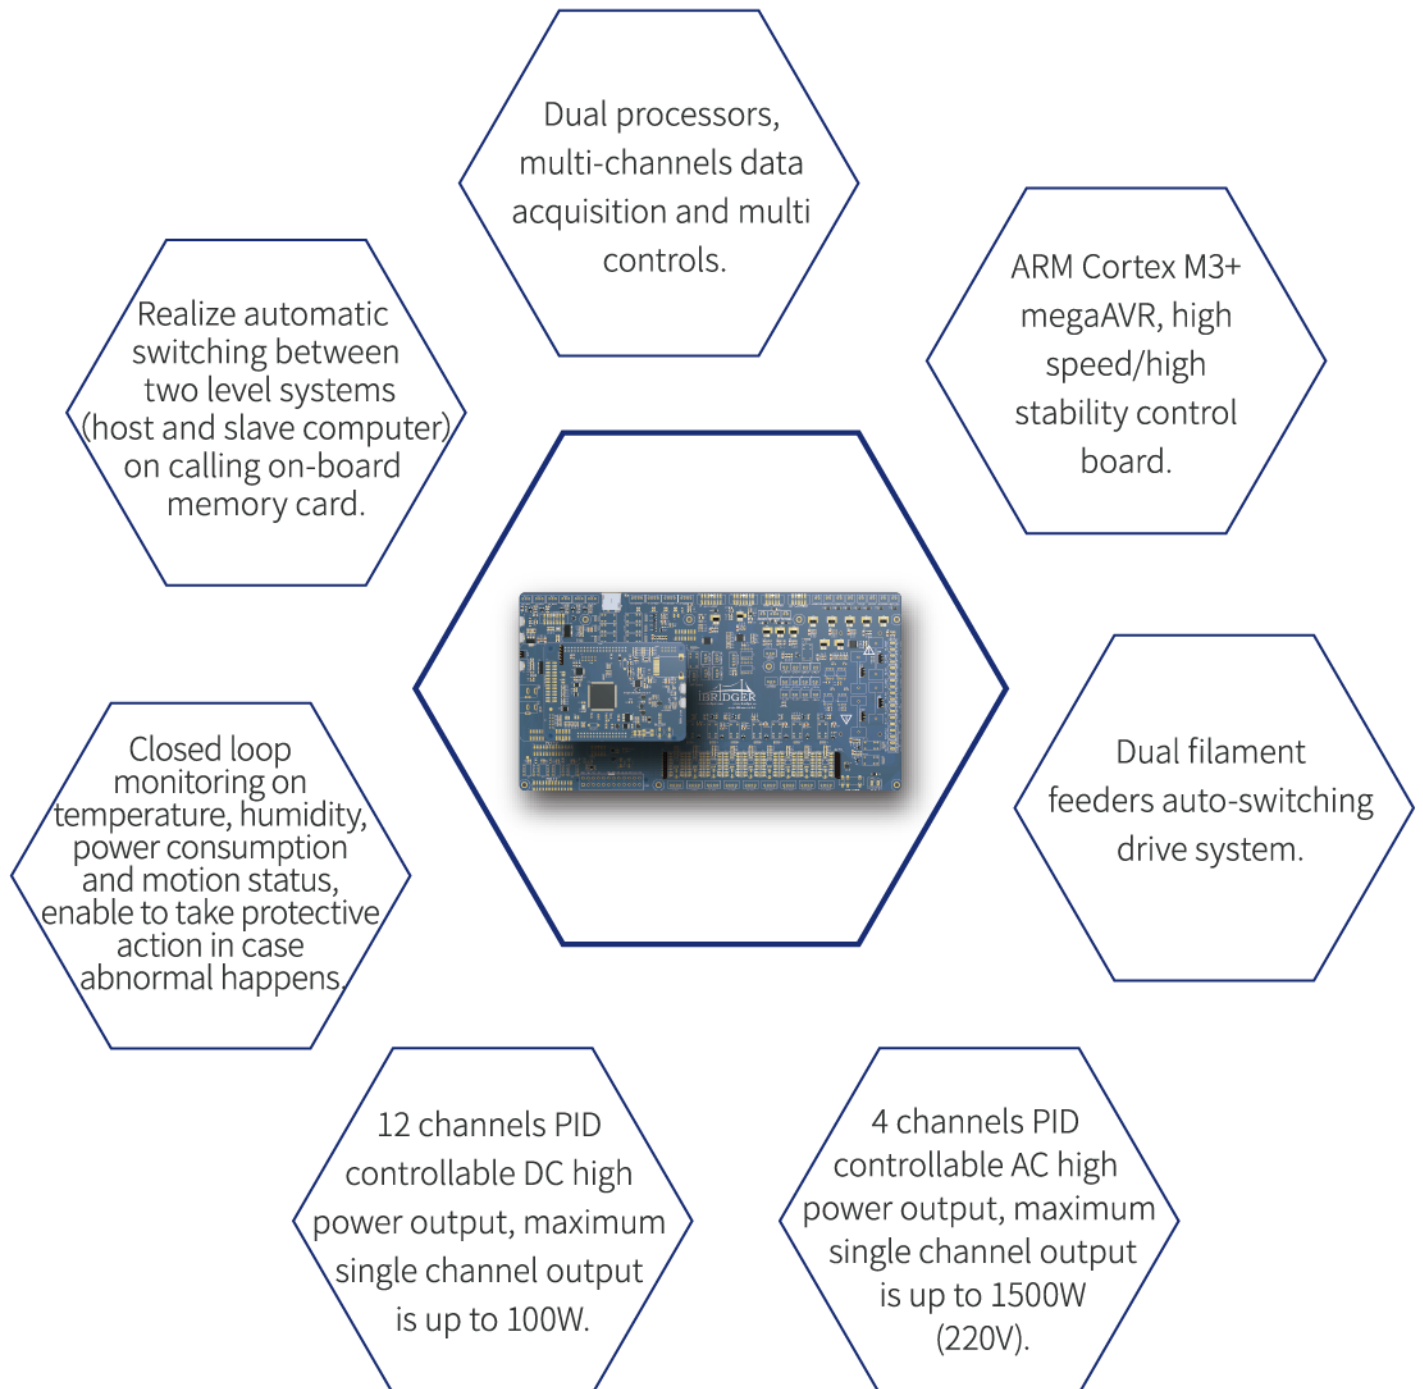 Dual processors,
multi-channels data
acquisition and multi
controls.
ARM Cortex M3+
megaAVR, high
speed/high
stability control
board.
Realize automatic
switching between
two level systems
(host and slave computer)
on calling on-board
memory card.
BRIDGER
Dual filament
feeders auto-switching
drive system.
Closed loop
monitoring on
temperature, humidity,
power consumption
and motion status,
enable to take protective
action in case
abnormal happens.
12 channels PID
controllable DC high
power output, maximum
single channel output
is up to 100W.
4 channels PID
controllable AC high
power output, maximum
single channel output
is up to 1500W
(220V).